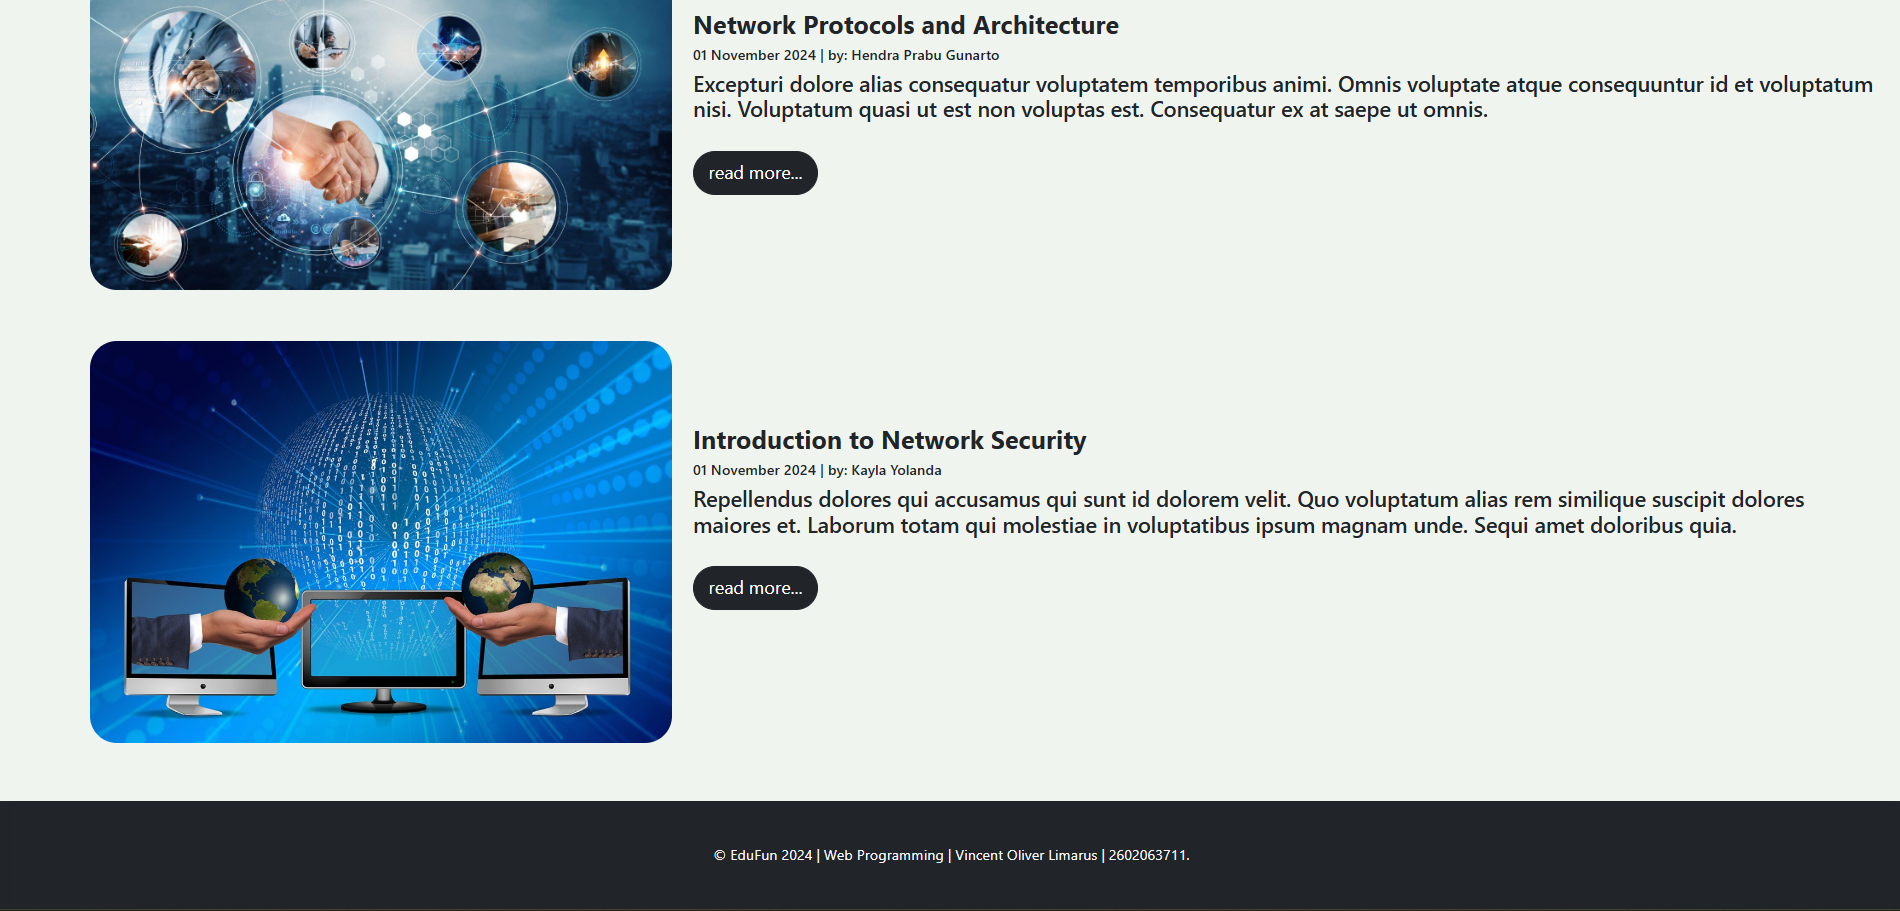 Network Protocols and Architecture
01 November 2024 | by: Hendra Prabu Gunarto
Excepturi dolore alias consequatur voluptatem temporibus animi. Omnis voluptate atque consequuntur id et voluptatum
nisi. Voluptatum quasi ut est non voluptas est. Consequatur ex at saepe ut omnis.
read more...
Introduction to Network Security
01 November 2024 | by: Kayla Yolanda
Repellendus dolores qui accusamus qui sunt id dolorem velit. Quo voluptatum alias rem similique suscipit dolores
maiores et. Laborum totam qui molestiae in voluptatibus ipsum magnam unde. Sequi amet doloribus quia.
read more...
© EduFun 2024 | Web Programming | Vincent Oliver Limarus | 2602063711.